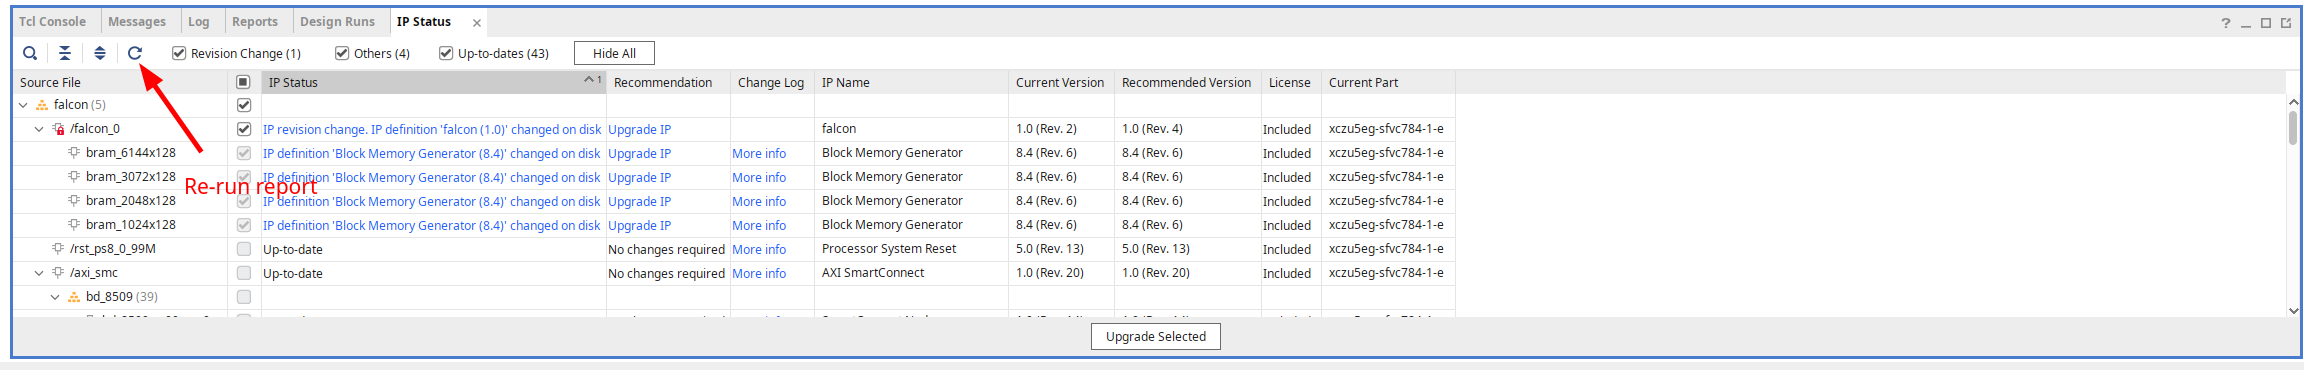 Tcl Console Messages Log Reports Design Runs IP Status
Revision Change (1) Others (4) Up-to-dates (43) Hide All
Source File IP Status 1 Recommendation Change Log IP Name Current Version Recommended Version License Current Part
falcon (5)
/falcon_0 IP revision change. IP definition 'falcon (1.0)' changed on disk Upgrade IP falcon 1.0 (Rev. 2) 1.0 (Rev. 4) Included xczu5eg-sfvc784-1-e
bram_6144x128 IP definition 'Block Memory Generator (8.4)' changed on disk Upgrade IP More info Block Memory Generator 8.4 (Rev. 6) 8.4 (Rev. 6) Included xczu5eg-sfvc784-1-e
bram_3072x128 IP definition 'Block Memory Generator (8.4)' changed on disk Upgrade IP More info Block Memory Generator 8.4 (Rev. 6) 8.4 (Rev. 6) Included xczu5eg-sfvc784-1-e
Re-run report
bram_2048x128 IP definition 'Block Memory Generator (8.4)' changed on disk Upgrade IP More info Block Memory Generator 8.4 (Rev. 6) 8.4 (Rev. 6) Included xczu5eg-sfvc784-1-e
bram_1024x128 IP definition 'Block Memory Generator (8.4)' changed on disk Upgrade IP More info Block Memory Generator 8.4 (Rev. 6) 8.4 (Rev. 6) Included xczu5eg-sfvc784-1-e
/rst_ps8_0_99M Up-to-date No changes required More info Processor System Reset 5.0 (Rev. 13) 5.0 (Rev. 13) Included xczu5eg-sfvc784-1-e
/axi_smc Up-to-date No changes required More info AXI SmartConnect 1.0 (Rev. 20) 1.0 (Rev. 20) Included xczu5eg-sfvc784-1-e
bd_8509 (39)
Upgrade Selected